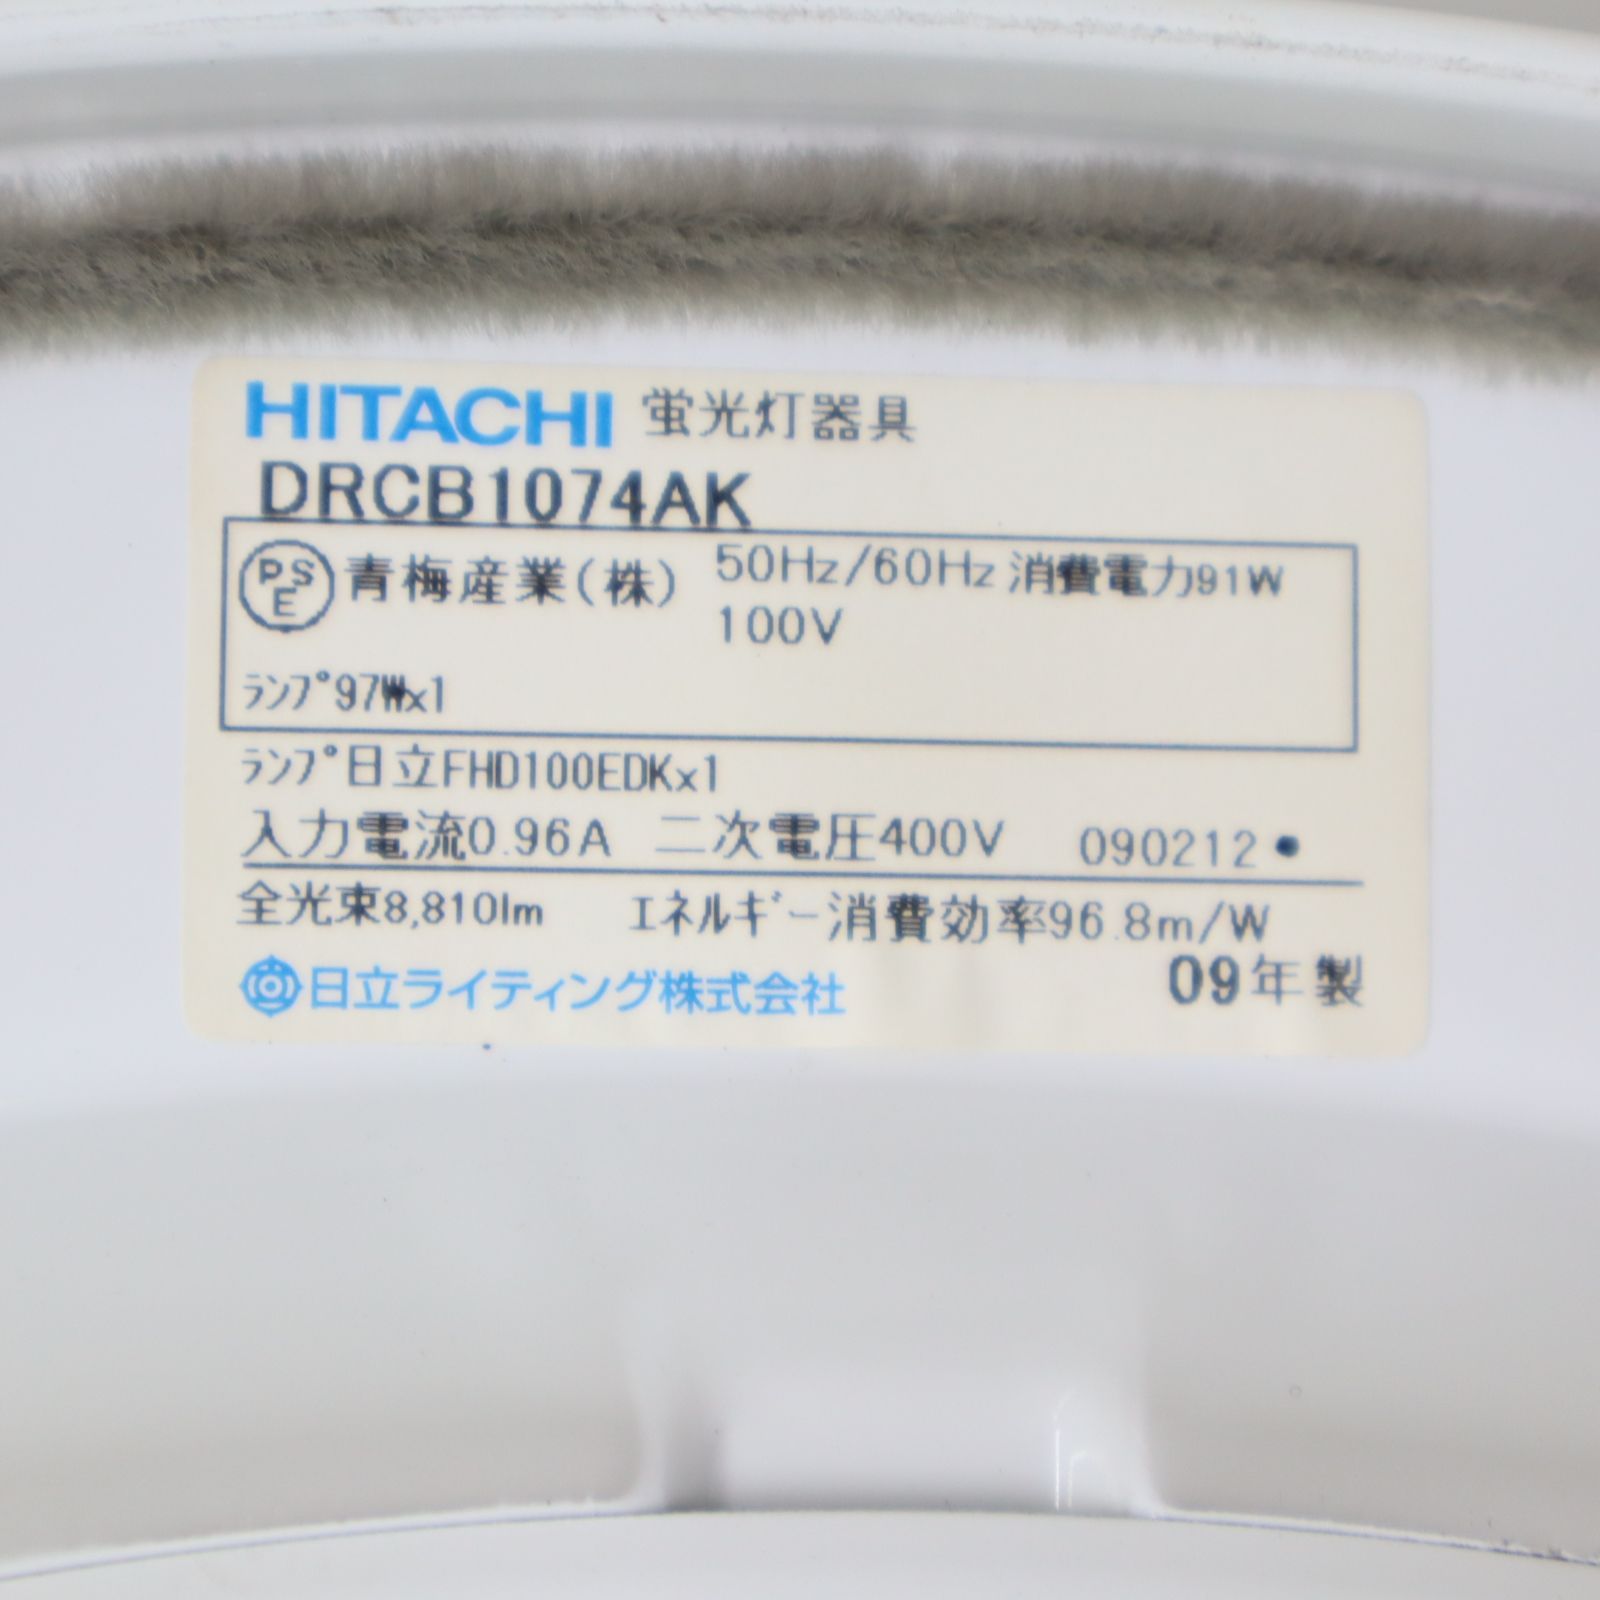 HITACHI 蛍光灯器具
DRCB1074AK
PSE 青梅産業(株) 50Hz/60Hz 消費電力91W
100V
ランプ97Wx1
ランプ日立FHD100EDKx1
入力電流0.96A 二次電圧400V 090212•
全光束8,810lm エネルギー消費効率96.8m/W
日立ライティング株式会社 09年製